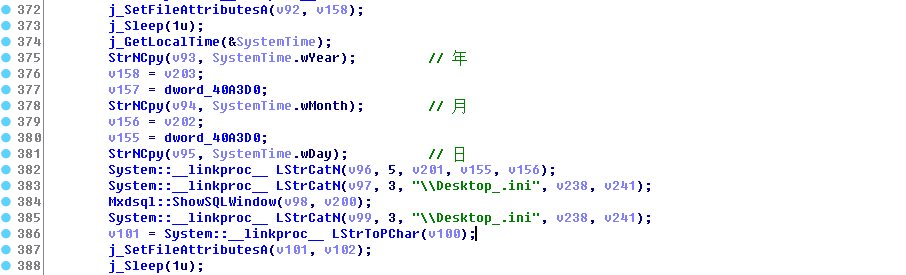 372 j_SetFileAttributesA(v92, v158);
373 j_Sleep(1u);
374 j_GetLocalTime(&SystemTime);
375 StrNCpy(v93, SystemTime.wYear); // 年
376 v158 = v203;
377 v157 = dword_40A3D0;
378 StrNCpy(v94, SystemTime.wMonth); // 月
379 v156 = v202;
380 v155 = dword_40A3D0;
381 StrNCpy(v95, SystemTime.wDay); // 日
382 System::__linkproc__ LStrCatN(v96, 5, v201, v155, v156);
383 System::__linkproc__ LStrCatN(v97, 3, "\\Desktop_.ini", v238, v241);
384 Mxdsql::ShowSQLWindow(v98, v200);
385 System::__linkproc__ LStrCatN(v99, 3, "\\Desktop_.ini", v238, v241);
386 v101 = System::__linkproc__ LStrToPChar(v100);
387 j_SetFileAttributesA(v101, v102);
388 j_Sleep(1u);